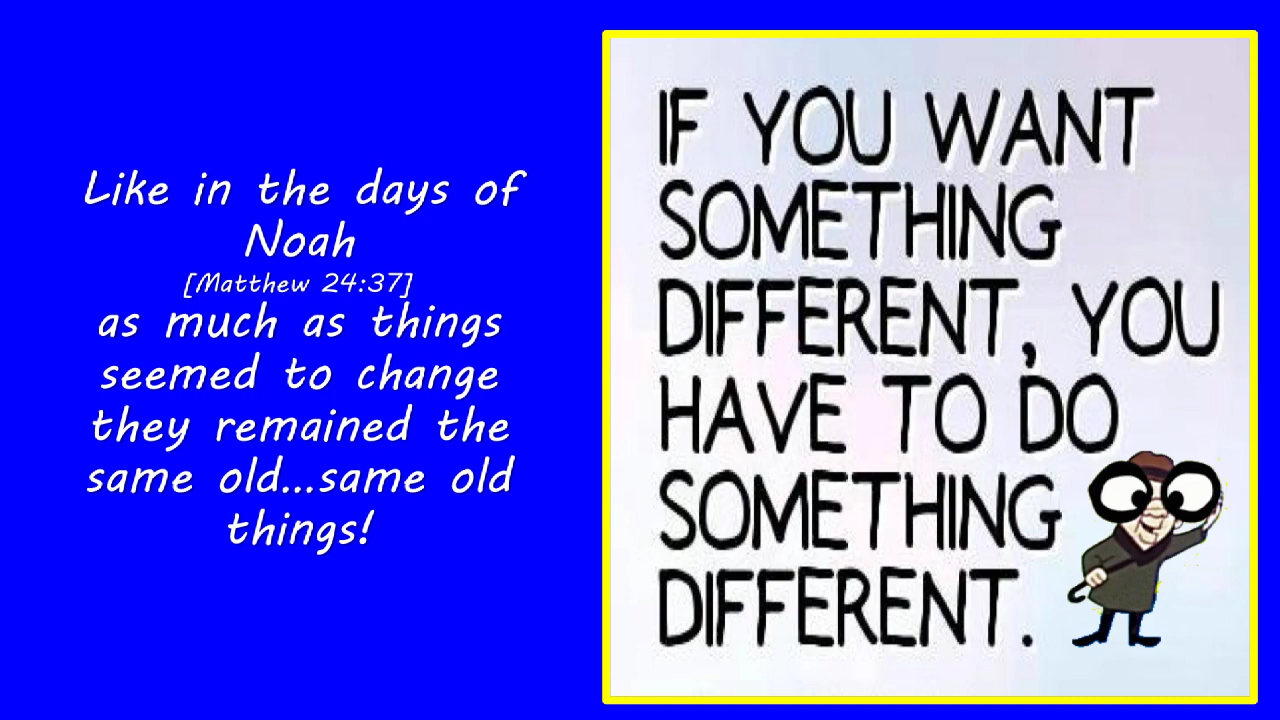 Like in the days of
Noah
[Matthew 24:37]
as much as things
seemed to change
they remained the
same old...same old
things!
IF YOU WANT
SOMETHING
DIFFERENT, YOU
HAVE TO DO
SOMETHING
DIFFERENT.